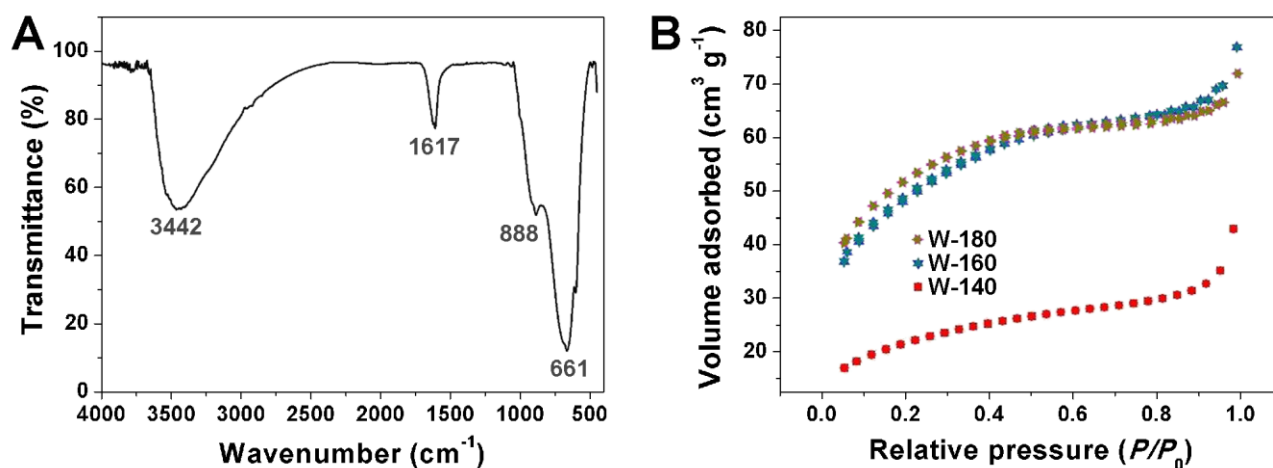 A
Transmittance (%)
100
80
60
40
20
0
3442
1617
888
661
4000 3500 3000 2500 2000 1500 1000 500
Wavenumber (cm⁻¹)
B
Volume adsorbed (cm³ g⁻¹)
80
70
60
50
40
30
20
W-180
W-160
W-140
0.0 0.2 0.4 0.6 0.8 1.0
Relative pressure (P/P₀)